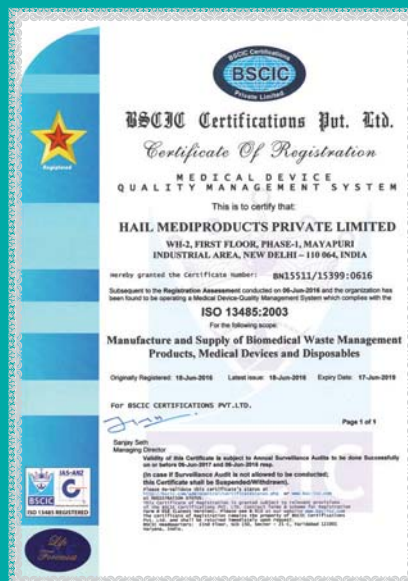 BSCIC Certifications
BSCIC
Private Limited
BSCIC Certifications Pvt. Ltd.
Certificate Of Registration
MEDICAL DEVICE
QUALITY MANAGEMENT SYSTEM
This is to certify that:
HAIL MEDIPRODUCTS PRIVATE LIMITED
WH-2, FIRST FLOOR, PHASE-1, MAYAPURI
INDUSTRIAL AREA, NEW DELHI – 110 064, INDIA
Registered
Hereby granted the Certificate Number: BN15511/15399:0616
Subsequent to the Registration Assessment conducted on 06-Jun-2016 and the organization has
been found to be operating a Medical Device-Quality Management System which complies with the
ISO 13485:2003
For the following scope:
Manufacture and Supply of Biomedical Waste Management
Products, Medical Devices and Disposables
Originally Registered: 18-Jun-2016 Latest issue: 18-Jun-2016 Expiry Date: 17-Jun-2019
For BSCIC CERTIFICATIONS PVT.LTD.
Page 1 of 1
Sanjay Seth
Managing Director
Validity of this Certificate is subject to Annual Surveillance Audits to be done Successfully
on or before 06-Jun-2017 and 06-Jun-2018 resp.
(In case if Surveillance Audit is not allowed to be conducted;
this Certificate shall be Suspended/Withdrawn).
JAS-ANZ
BSCIC
ISO 13485 REGISTERED